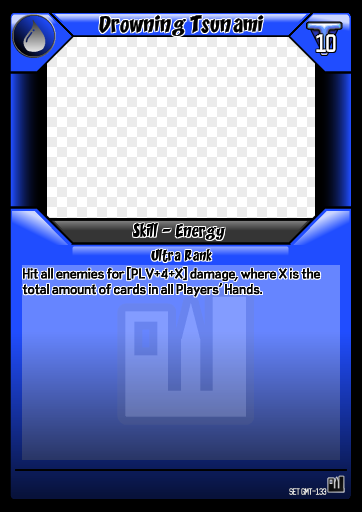 Drowning Tsunami
10
Skill - Energy
Ultra Rank
Hit all enemies for [PLV+4+X] damage, where X is the
total amount of cards in all Players' Hands.
SET GMT-133